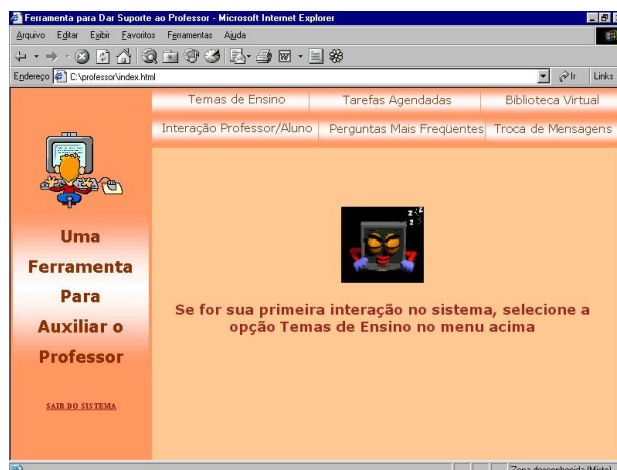 Ferramenta para Dar Suporte ao Professor - Microsoft Internet Explorer
Arquivo Editar Exibir Favoritos Ferramentas Ajuda
Endereço C:\professor\index.html Ir Links
Temas de Ensino Tarefas Agendadas Biblioteca Virtual
Interação Professor/Aluno Perguntas Mais Freqüentes Troca de Mensagens
z z z z
Uma
Ferramenta
Para
Auxiliar o
Professor
Se for sua primeira interação no sistema, selecione a
opção Temas de Ensino no menu acima
SAIR DO SISTEMA
Zona desconhecida (Misto)